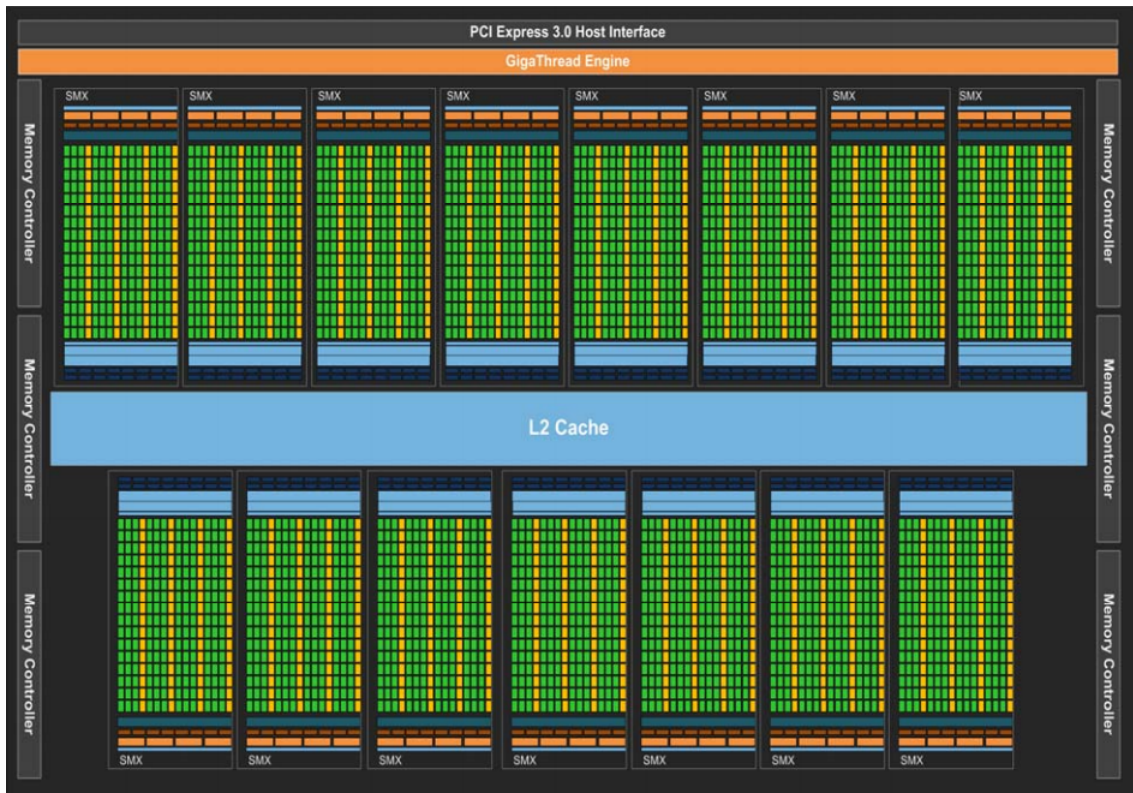 PCI Express 3.0 Host Interface
GigaThread Engine
SMX
SMX
SMX
SMX
SMX
SMX
SMX
SMX
Memory Controller
Memory Controller
Memory Controller
Memory Controller
L2 Cache
Memory Controller
Memory Controller
SMX
SMX
SMX
SMX
SMX
SMX
SMX